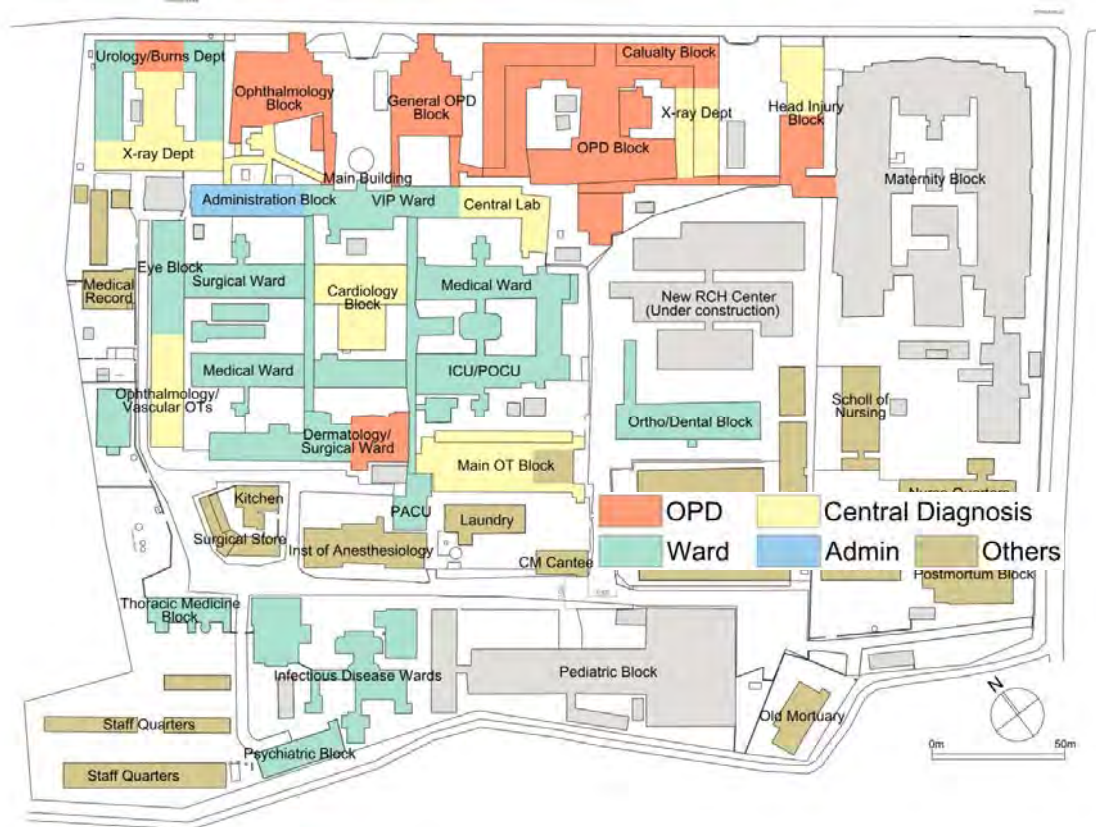 Urology/Burns Dept
Calualty Block
Ophthalmology
Block
General OPD
Block
X-ray Dept
Head Injury
Block
X-ray Dept
OPD Block
Main Building
Maternity Block
Administration Block
VIP Ward
Central Lab
Eye Block
Surgical Ward
Medical
Record
Cardiology
Block
Medical Ward
New RCH Center
(Under construction)
Medical Ward
ICU/POCU
Ophthalmology/
Vascular OTs
Scholl of
Nursing
Dermatology/
Surgical Ward
Ortho/Dental Block
Main OT Block
Kitchen
PACU
Laundry
Surgical Store
Inst of Anesthesiology
CM Cantee
OPD
Central Diagnosis
Ward
Admin
Others
Postmortum Block
Thoracic Medicine
Block
Infectious Disease Wards
Pediatric Block
Staff Quarters
Old Mortuary
Psychiatric Block
Staff Quarters
N
0m
50m